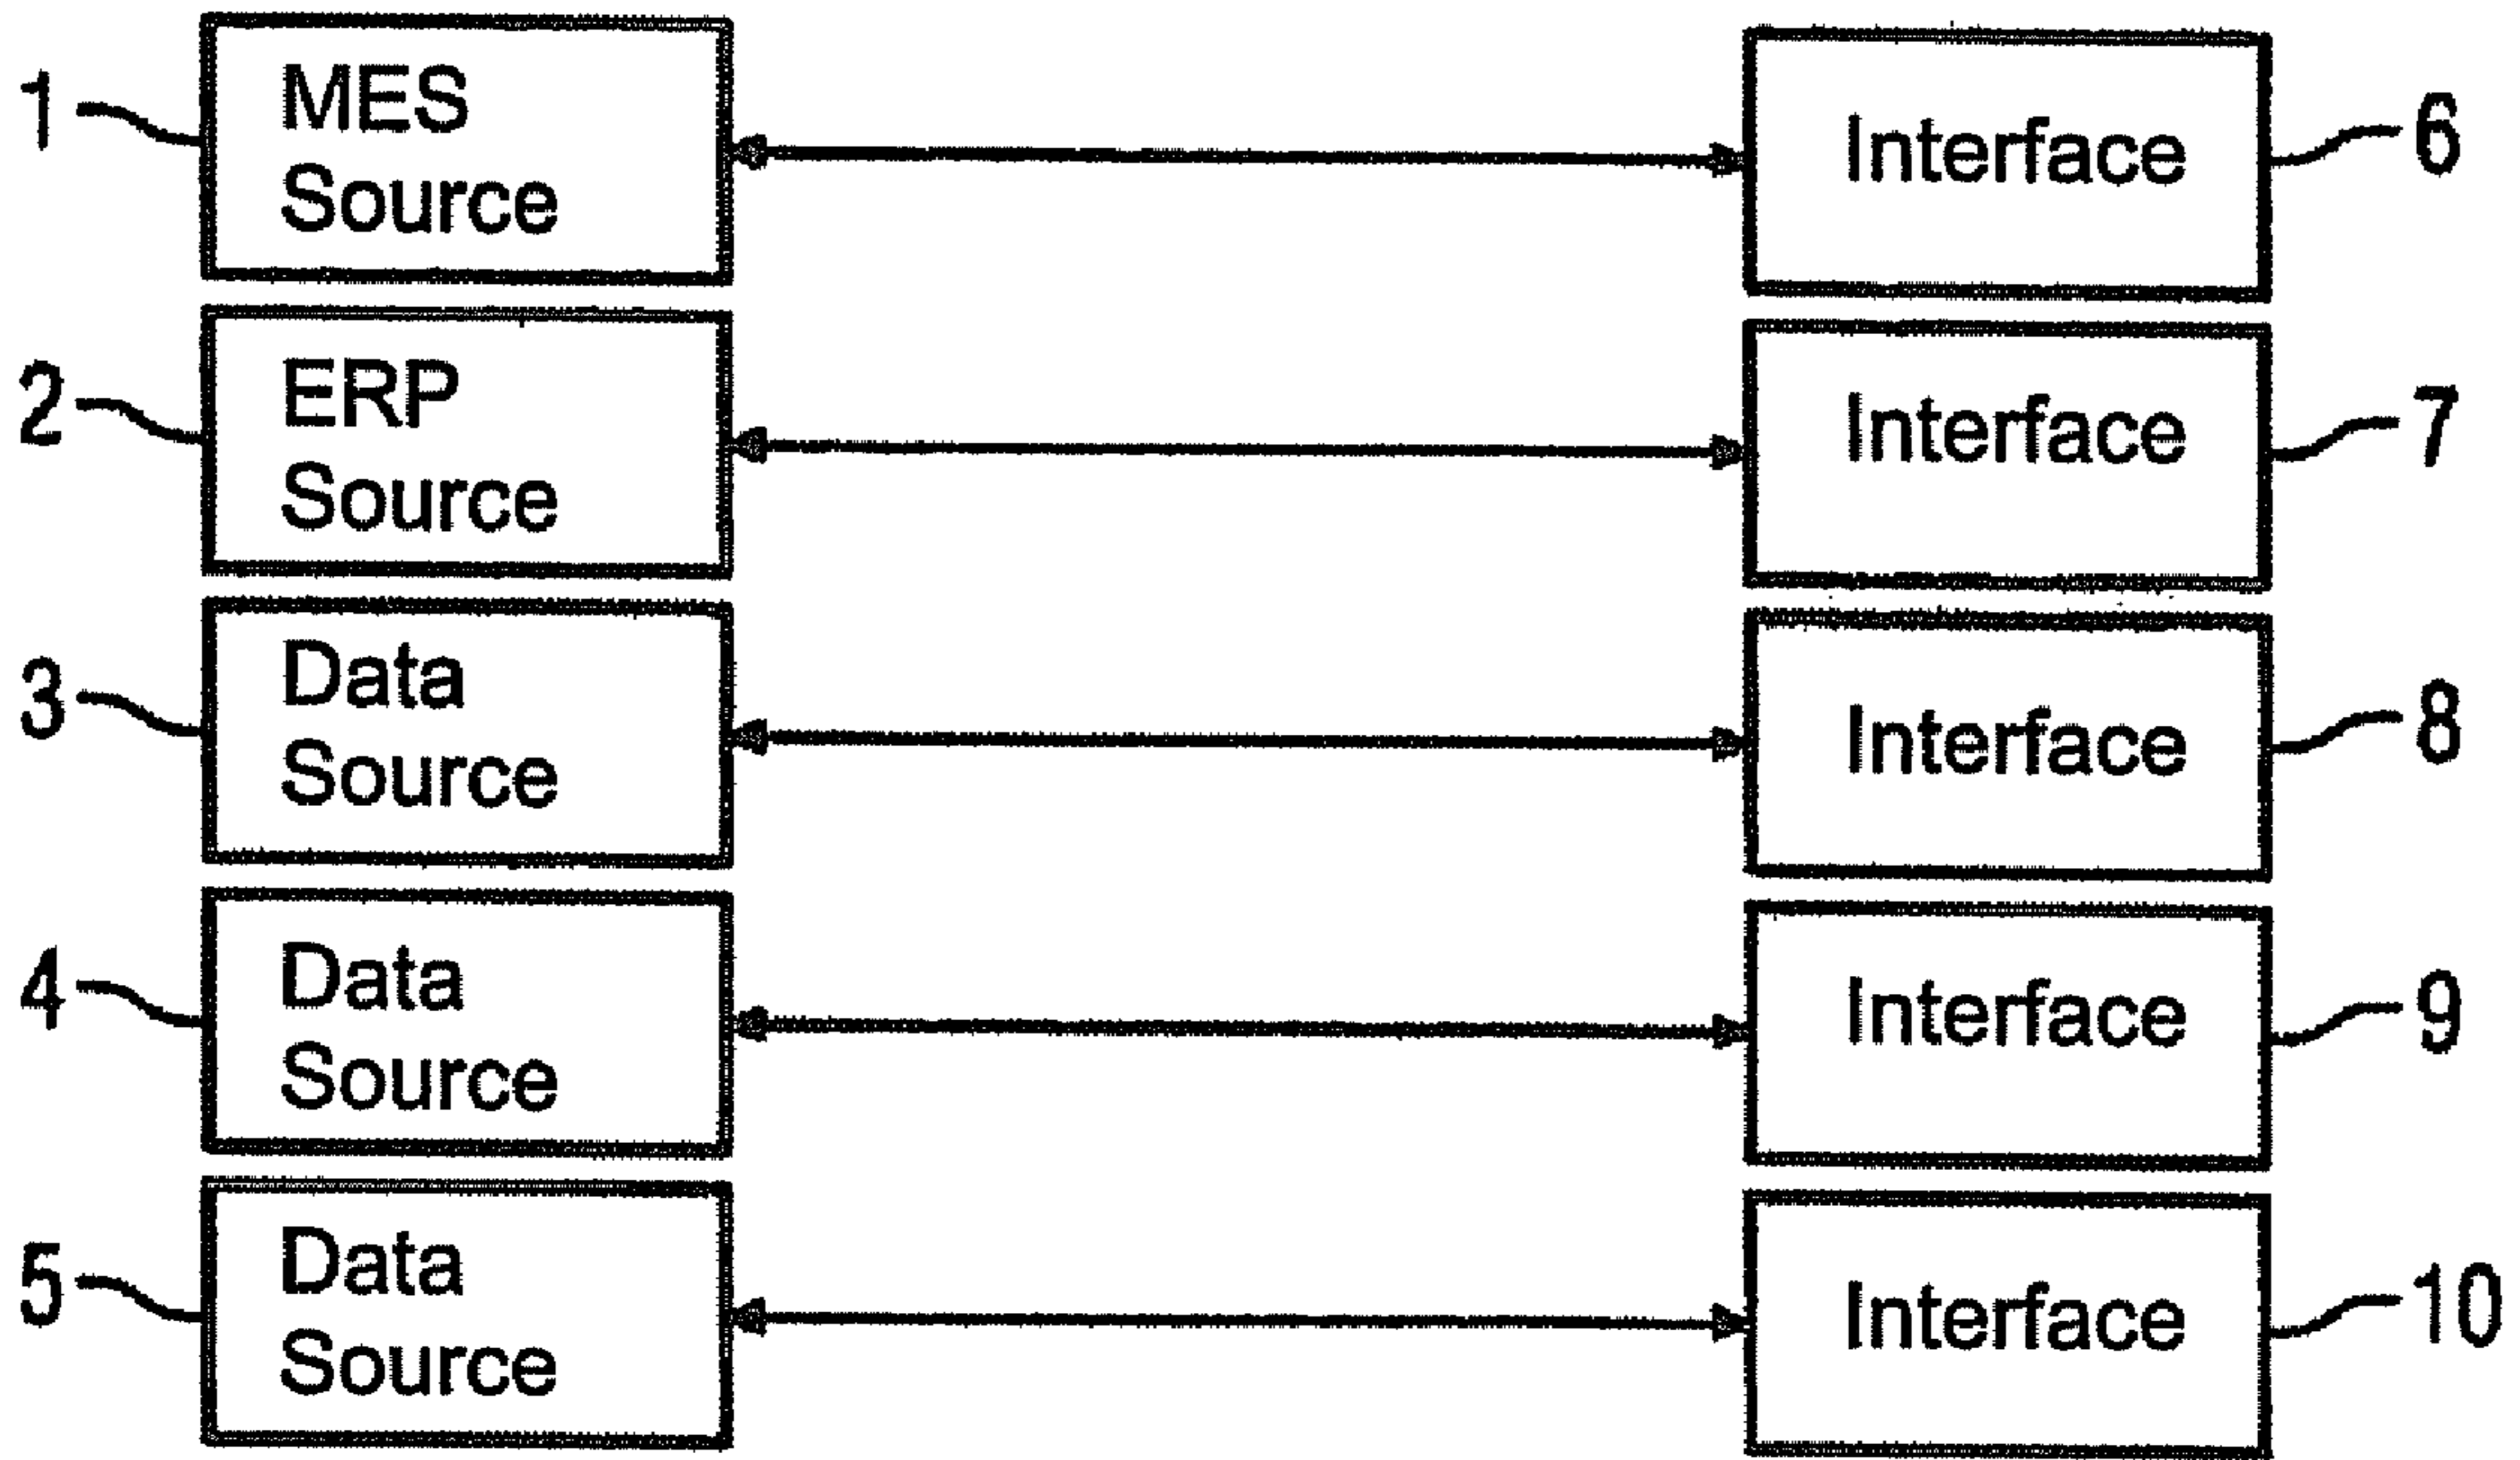 1
MES
Source
Interface
6
2
ERP
Source
Interface
7
3
Data
Source
Interface
8
4
Data
Source
Interface
9
5
Data
Source
Interface
10